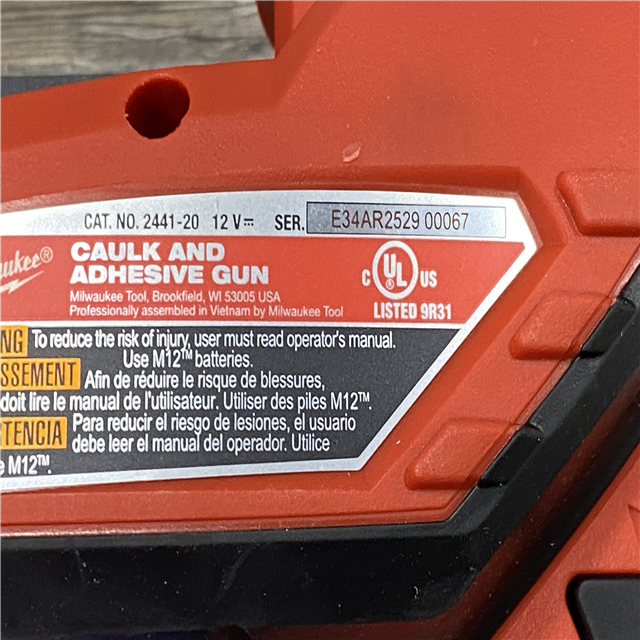 CAT. NO. 2441-20 12 V⎓ SER. E34AR2529 00067
CAULK AND
ADHESIVE GUN
Milwaukee Tool, Brookfield, WI 53005 USA
Professionally assembled in Vietnam by Milwaukee Tool
C UL US
LISTED 9R31
To reduce the risk of injury, user must read operator's manual.
Use M12™ batteries.
Afin de réduire le risque de blessures,
doit lire le manual de l'utilisateur. Utiliser des piles M12™.
Para reducir el riesgo de lesiones, el usuario
debe leer el manual del operador. Utilice
M12™.